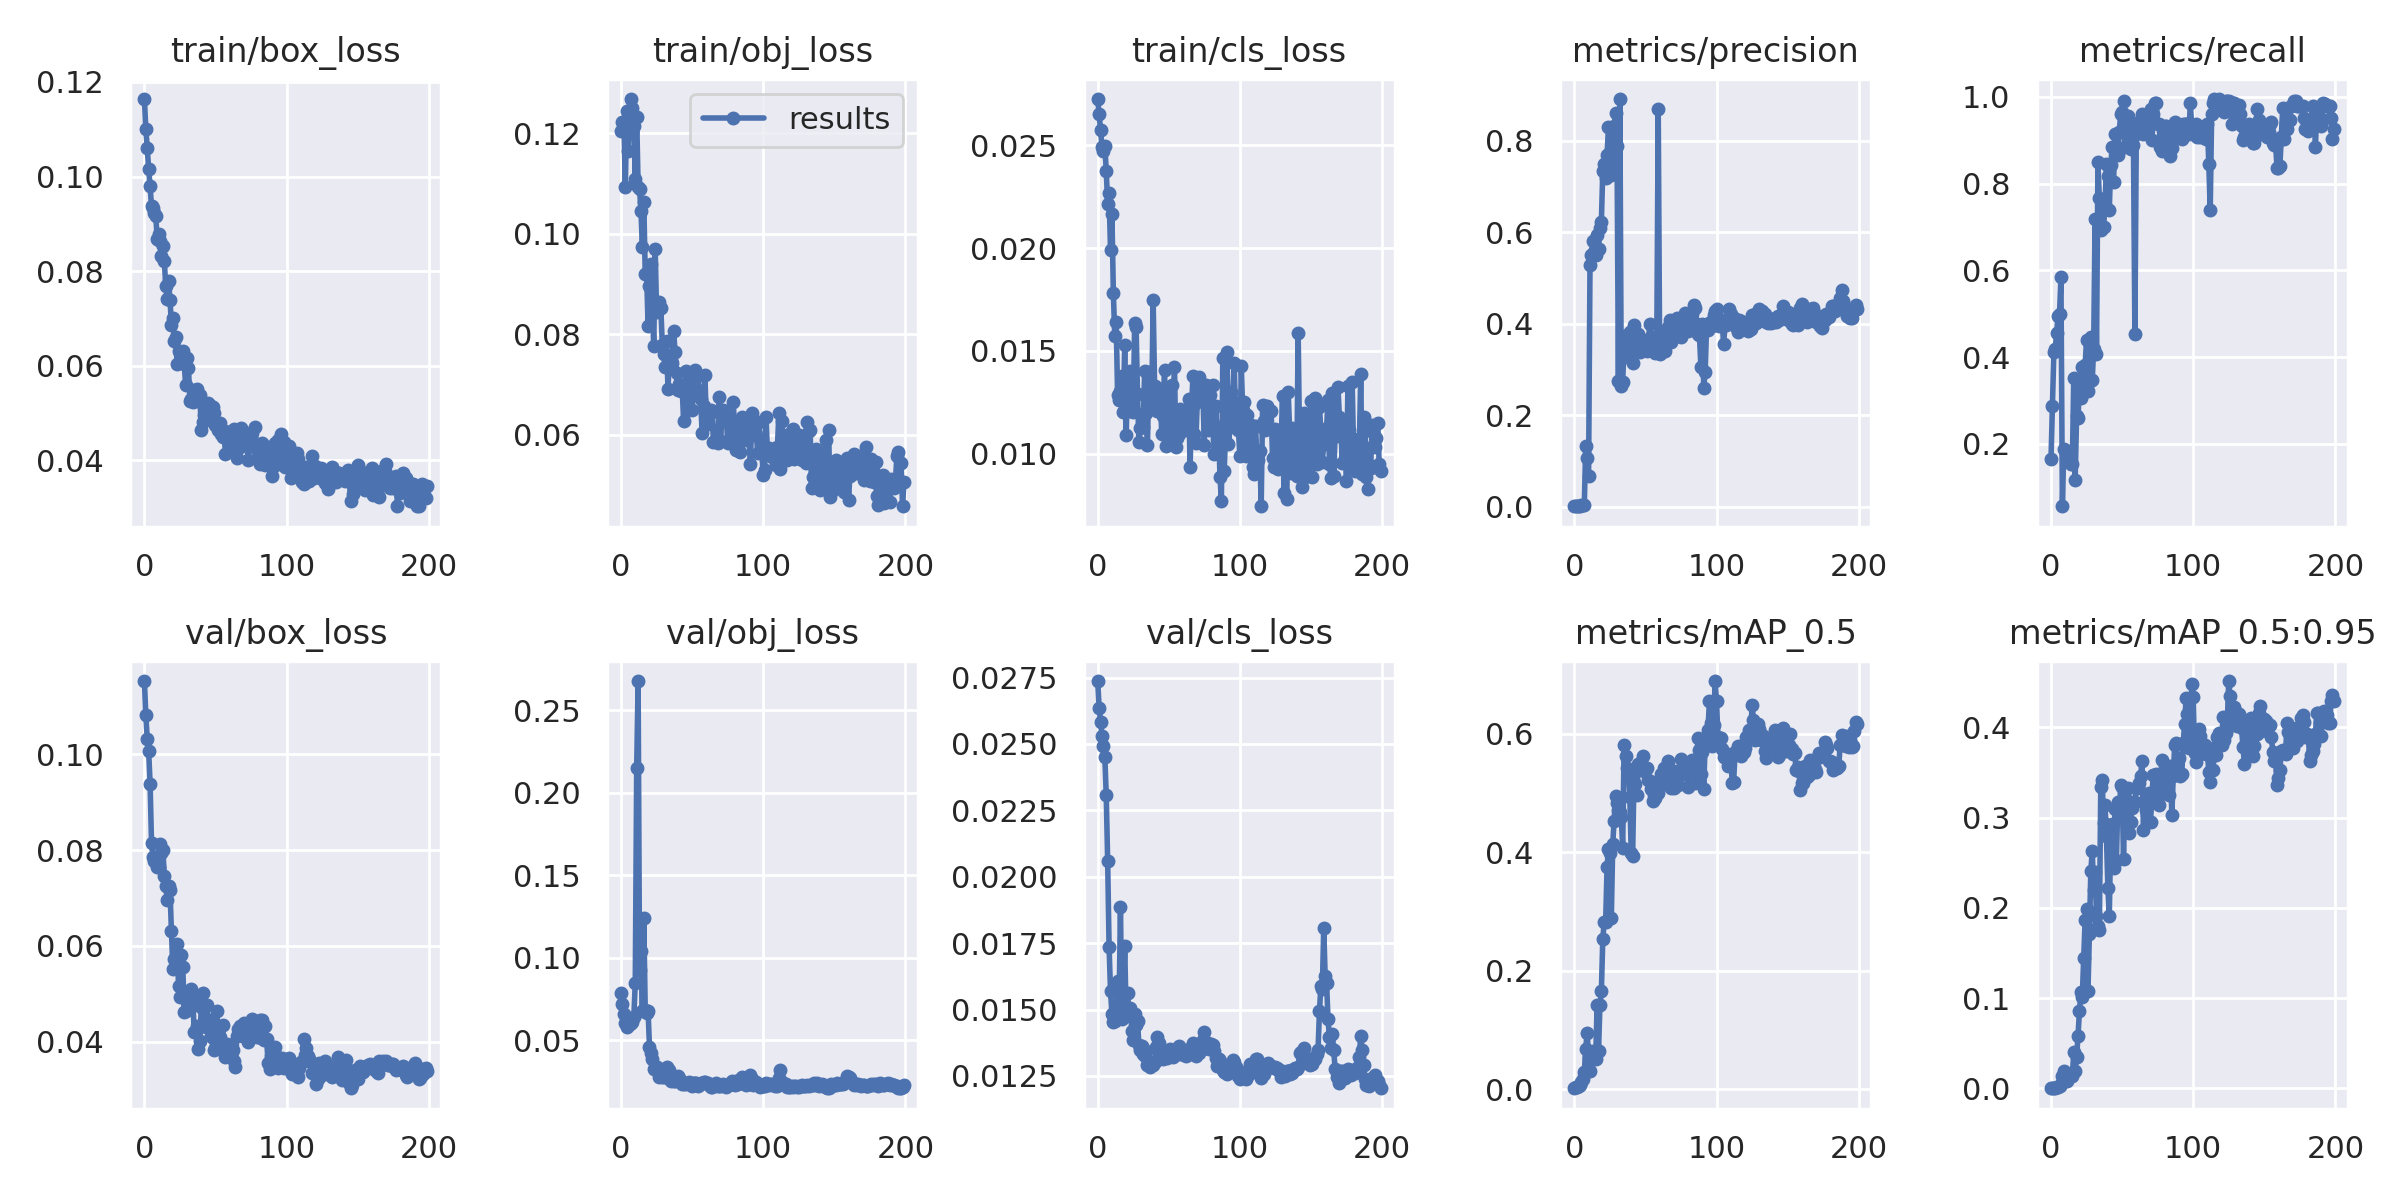 train/box_loss
train/obj_loss
train/cls_loss
metrics/precision
metrics/recall
0.12
0.10
0.08
0.06
0.04
0 100 200
results
0.12
0.10
0.08
0.06
0 100 200
0.025
0.020
0.015
0.010
0 100 200
0.8
0.6
0.4
0.2
0.0
0 100 200
1.0
0.8
0.6
0.4
0.2
0 100 200
val/box_loss
val/obj_loss
val/cls_loss
metrics/mAP_0.5
metrics/mAP_0.5:0.95
0.10
0.08
0.06
0.04
0 100 200
0.25
0.20
0.15
0.10
0.05
0 100 200
0.0275
0.0250
0.0225
0.0200
0.0175
0.0150
0.0125
0 100 200
0.6
0.4
0.2
0.0
0 100 200
0.4
0.3
0.2
0.1
0.0
0 100 200